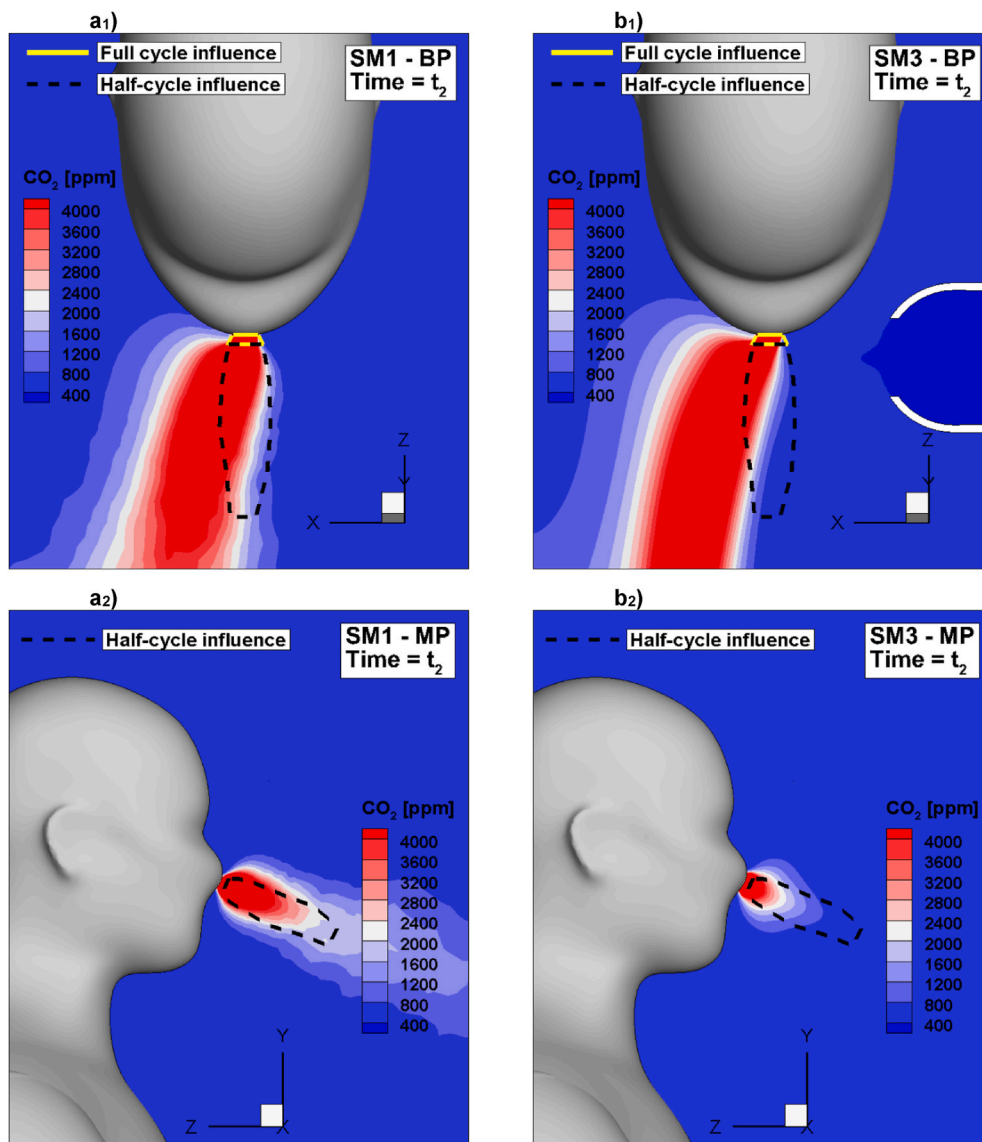 a₁)
Full cycle influence
Half-cycle influence
SM1 - BP
Time = t₂
CO₂ [ppm]
4000
3600
3200
2800
2400
2000
1600
1200
800
400
Z
X
b₁)
Full cycle influence
Half-cycle influence
SM3 - BP
Time = t₂
CO₂ [ppm]
4000
3600
3200
2800
2400
2000
1600
1200
800
400
Z
X
a₂)
Half-cycle influence
SM1 - MP
Time = t₂
CO₂ [ppm]
4000
3600
3200
2800
2400
2000
1600
1200
800
400
Y
Z
X
b₂)
Half-cycle influence
SM3 - MP
Time = t₂
CO₂ [ppm]
4000
3600
3200
2800
2400
2000
1600
1200
800
400
Y
Z
X